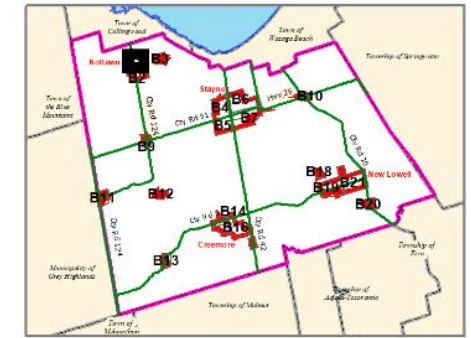 Town of
Collingwood
Town of
Wasaga Beach
Nottawa
B3
B2
Township of Springwater
Stayner
B4
B6
B5
B7
Hwy 26
B10
Town of
the Blue
Mountains
Cty Rd 124
Cty Rd 91
B9
Cty Rd 10
B18
New Lowell
B19
B21
B11
B12
B20
Cty Rd 9
B14
B16
Creemore
Cty Rd 42
Cty Rd 124
B13
Municipality of
Grey Highlands
Township of
Township of Mulmur
Township of
Adjala-Tosorontio
Town of